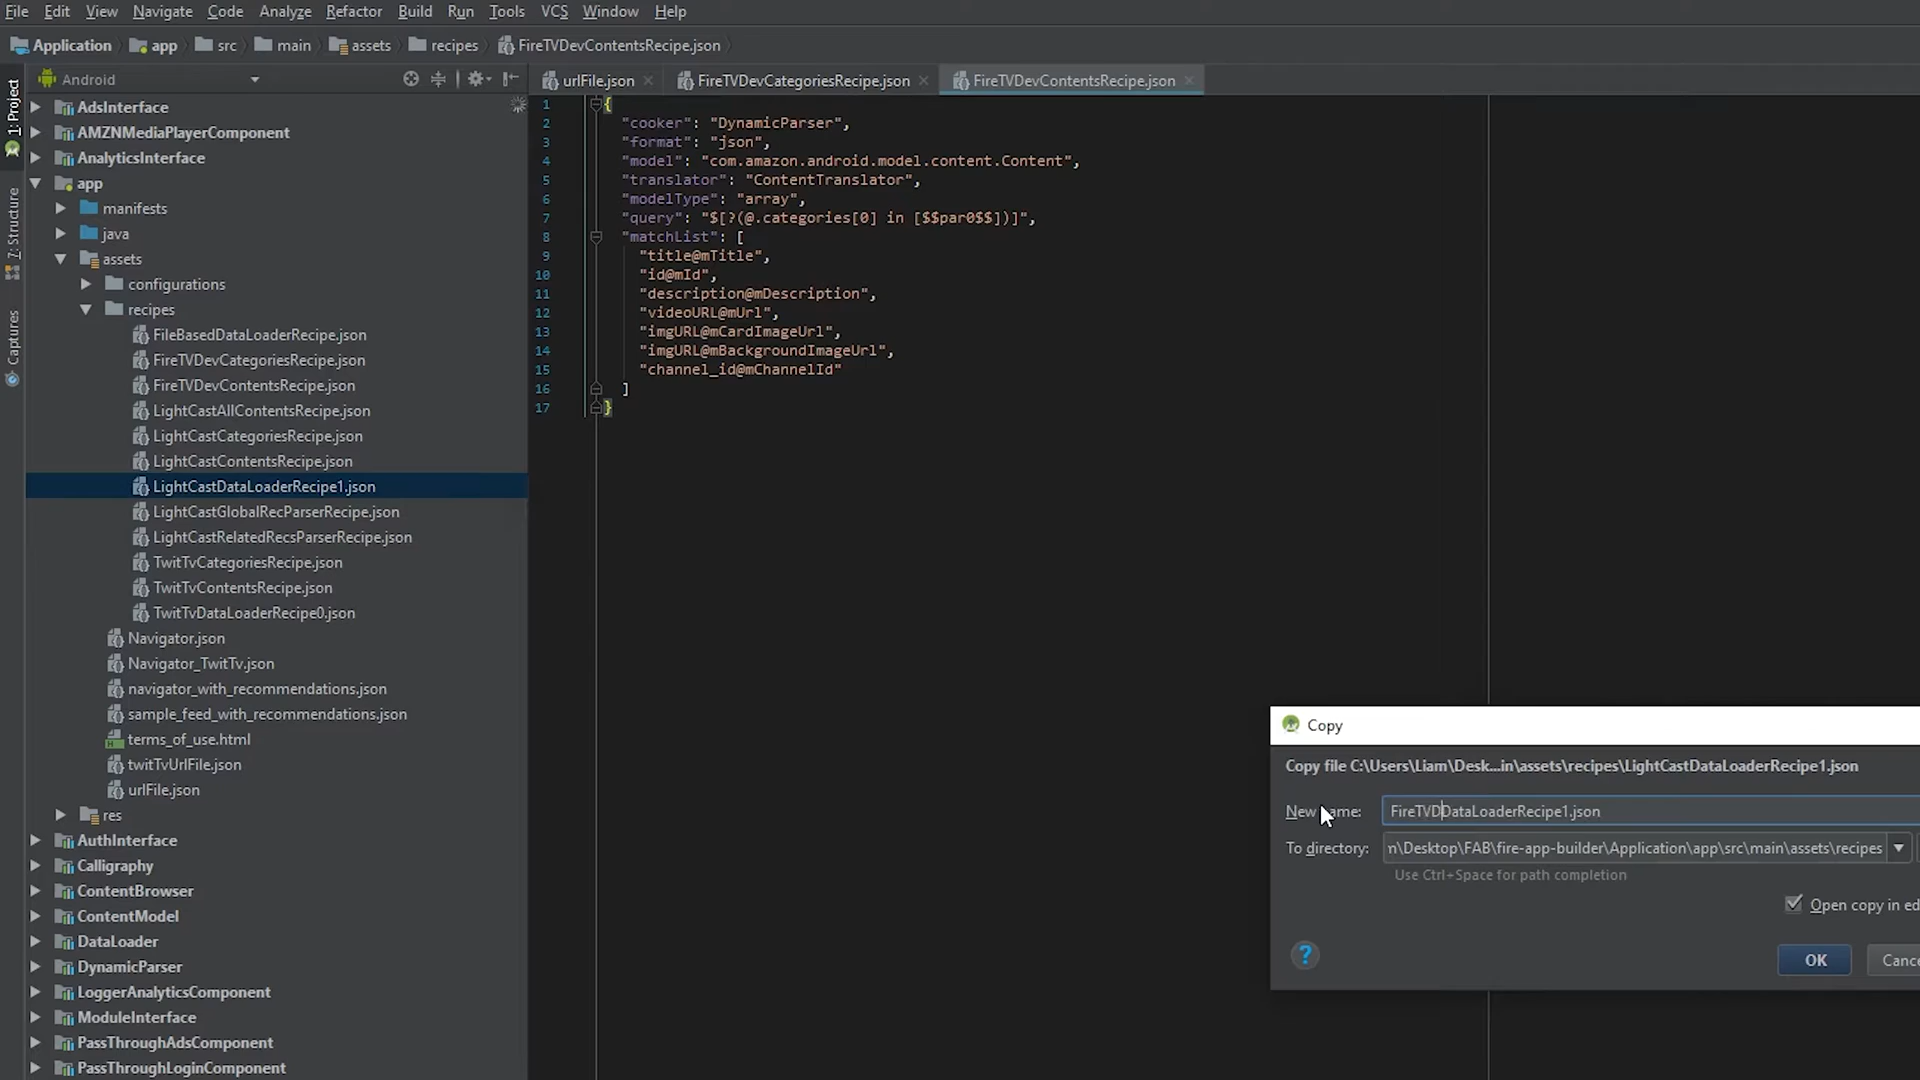 File Edit View Navigate Code Analyze Refactor Build Run Tools VCS Window Help
Application app src main assets recipes FireTVDevContentsRecipe.json
Android
urlFile.json FireTVDevCategoriesRecipe.json FireTVDevContentsRecipe.json
1: Project
7: Structure
Captures
AdsInterface
AMZNMediaPlayerComponent
AnalyticsInterface
app
manifests
java
assets
configurations
recipes
FileBasedDataLoaderRecipe.json
FireTVDevCategoriesRecipe.json
FireTVDevContentsRecipe.json
LightCastAllContentsRecipe.json
LightCastCategoriesRecipe.json
LightCastContentsRecipe.json
LightCastDataLoaderRecipe1.json
LightCastGlobalRecParserRecipe.json
LightCastRelatedRecsParserRecipe.json
TwitTvCategoriesRecipe.json
TwitTvContentsRecipe.json
TwitTvDataLoaderRecipe0.json
Navigator.json
Navigator_TwitTv.json
navigator_with_recommendations.json
sample_feed_with_recommendations.json
terms_of_use.html
twitTvUrlFile.json
urlFile.json
res
AuthInterface
Calligraphy
ContentBrowser
ContentModel
DataLoader
DynamicParser
LoggerAnalyticsComponent
ModuleInterface
PassThroughAdsComponent
PassThroughLoginComponent
1 {
2 "cooker": "DynamicParser",
3 "format": "json",
4 "model": "com.amazon.android.model.content.Content",
5 "translator": "ContentTranslator",
6 "modelType": "array",
7 "query": "$[?(@.categories[0] in [$$par0$$])]",
8 "matchList": [
9 "title@mTitle",
10 "id@mId",
11 "description@mDescription",
12 "videoURL@mUrl",
13 "imgURL@mCardImageUrl",
14 "imgURL@mBackgroundImageUrl",
15 "channel_id@mChannelId"
16 ]
17 }
Copy
Copy file C:\Users\Liam\Desk...in\assets\recipes\LightCastDataLoaderRecipe1.json
New name: FireTVDDataLoaderRecipe1.json
To directory: n\Desktop\FAB\fire-app-builder\Application\app\src\main\assets\recipes
Use Ctrl+Space for path completion
Open copy in ed
? OK Cance